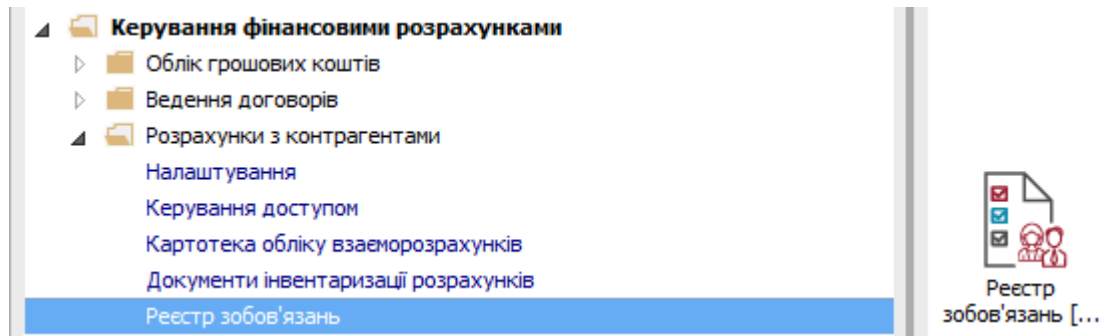 Керування фінансовими розрахунками
Облік грошових коштів
Ведення договорів
Розрахунки з контрагентами
Налаштування
Керування доступом
Картотека обліку взаєморозрахунків
Документи інвентаризації розрахунків
Реєстр зобов'язань
Реєстр
зобов'язань [...